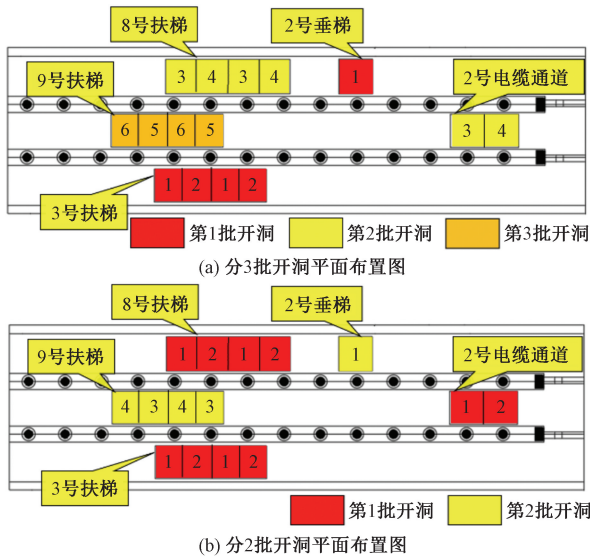 8号扶梯
2号垂梯
9号扶梯
2号电缆通道
3 4 3 4
1
6 5 6 5
3 4
1 2 1 2
3号扶梯
第1批开洞
第2批开洞
第3批开洞
(a) 分3批开洞平面布置图
8号扶梯
2号垂梯
9号扶梯
2号电缆通道
1 2 1 2
1
4 3 4 3
1 2
1 2 1 2
3号扶梯
第1批开洞
第2批开洞
(b) 分2批开洞平面布置图